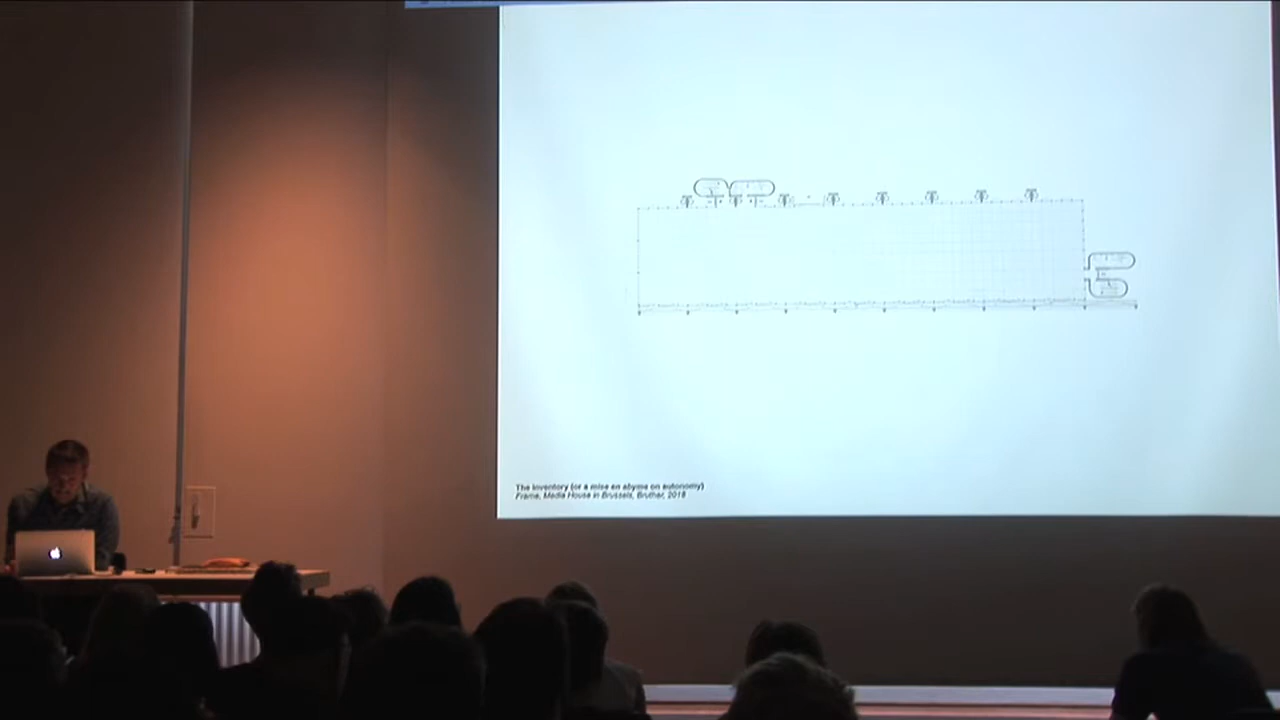 The Inventory (or a mise en abyme on autonomy)
Frame, Media House in Brussels, Bruther, 2018